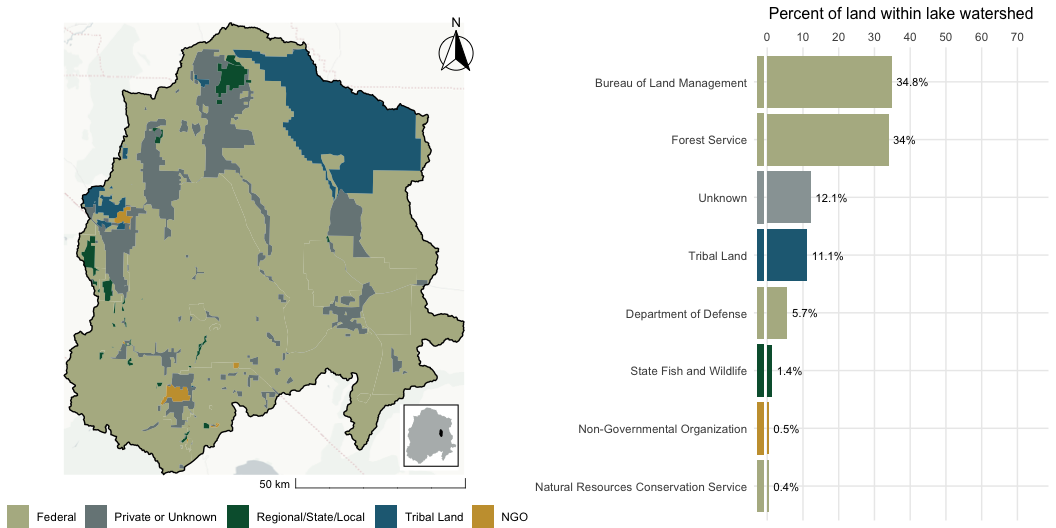 N
50 km
Federal
Private or Unknown
Regional/State/Local
Tribal Land
NGO
Percent of land within lake watershed
0 10 20 30 40 50 60 70
Bureau of Land Management 34.8%
Forest Service 34%
Unknown 12.1%
Tribal Land 11.1%
Department of Defense 5.7%
State Fish and Wildlife 1.4%
Non-Governmental Organization 0.5%
Natural Resources Conservation Service 0.4%